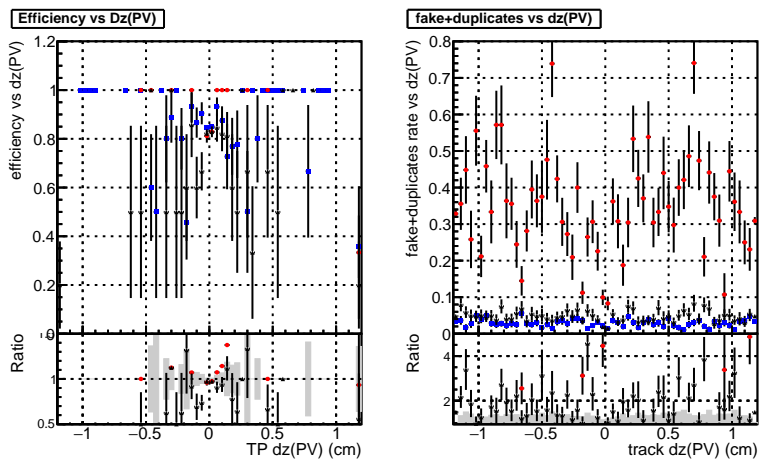 Efficiency vs Dz(PV)
efficiency vs dz(PV)
1.2
1
0.8
0.6
0.4
0.2
0
Ratio
1
0.5
−1 −0.5 0 0.5 1
TP dz(PV) (cm)
fake+duplicates vs dz(PV)
fake+duplicates rate vs dz(PV)
0.8
0.7
0.6
0.5
0.4
0.3
0.2
0.1
0
Ratio
4
2
−1 −0.5 0 0.5 1
track dz(PV) (cm)